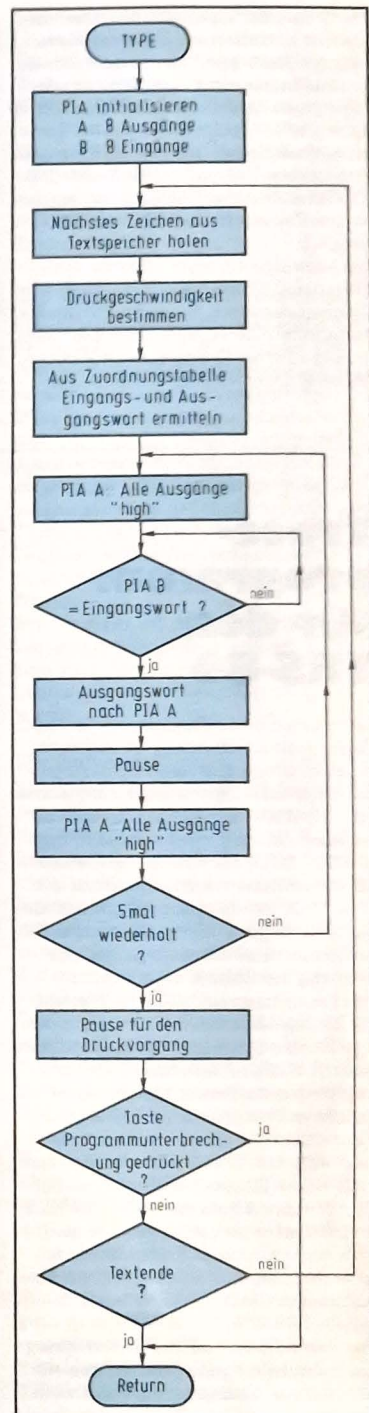 TYPE
PIA initialisieren
A 8 Ausgänge
B 8 Eingänge
Nächstes Zeichen aus
Textspeicher holen
Druckgeschwindigkeit
bestimmen
Aus Zuordnungstabelle
Eingangs- und Aus-
gangswort ermitteln
PIA A Alle Ausgänge
"high"
PIA B
= Eingangswort ?
nein
ja
Ausgangswort
nach PIA A
Pause
PIA A Alle Ausgänge
"high"
5mal
wiederholt
?
nein
ja
Pause für den
Druckvorgang
Taste
Programmunterbrech-
ung gedrückt
?
ja
nein
Textende
?
nein
ja
Return